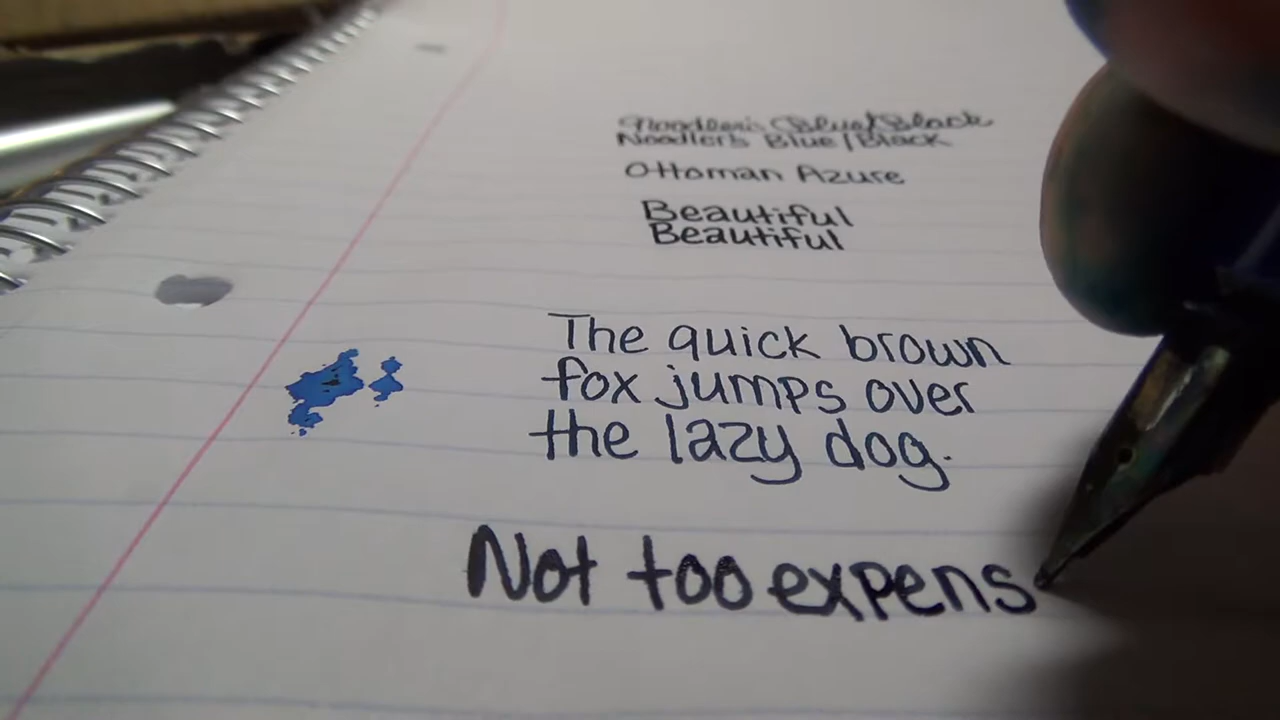 Noodler's Blue/Black
Noodler's Blue/Black
Ottoman Azure
Beautiful
Beautiful
The quick brown
fox jumps over
the lazy dog.
Not too expens